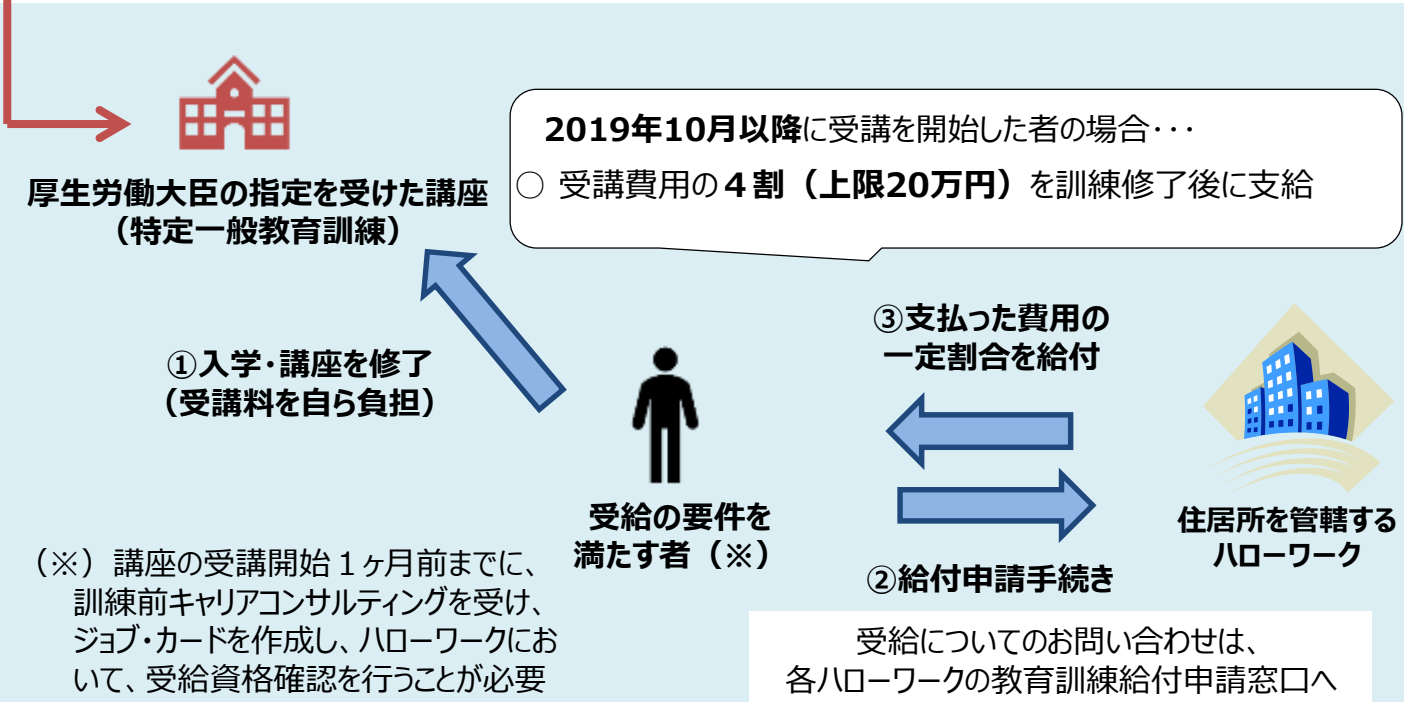 2019年10月以降に受講を開始した者の場合･･･
○ 受講費用の４割（上限20万円）を訓練修了後に支給
厚生労働大臣の指定を受けた講座
（特定一般教育訓練）
①入学・講座を修了
（受講料を自ら負担）
③支払った費用の
一定割合を給付
受給の要件を
満たす者（※）
②給付申請手続き
住居所を管轄する
ハローワーク
（※）講座の受講開始１ヶ月前までに、
訓練前キャリアコンサルティングを受け、
ジョブ・カードを作成し、ハローワークにお
いて、受給資格確認を行うことが必要
受給についてのお問い合わせは、
各ハローワークの教育訓練給付申請窓口へ